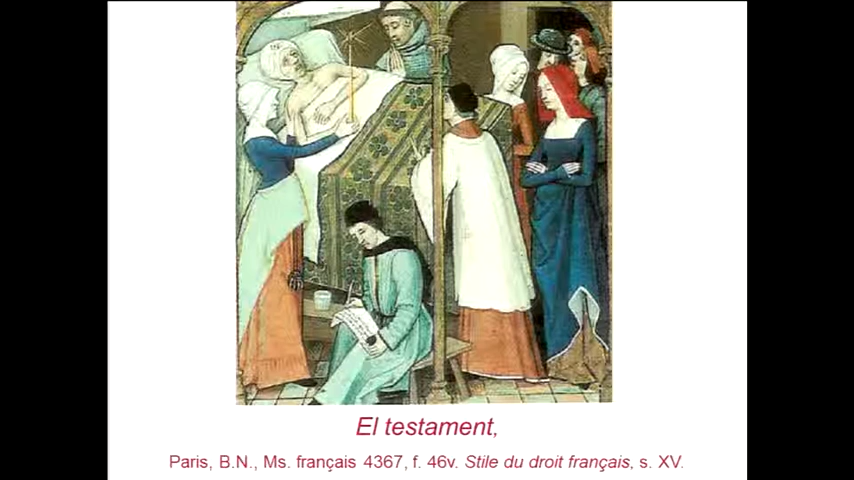 El testament,
Paris, B.N., Ms. français 4367, f. 46v. Stile du droit français, s. XV.